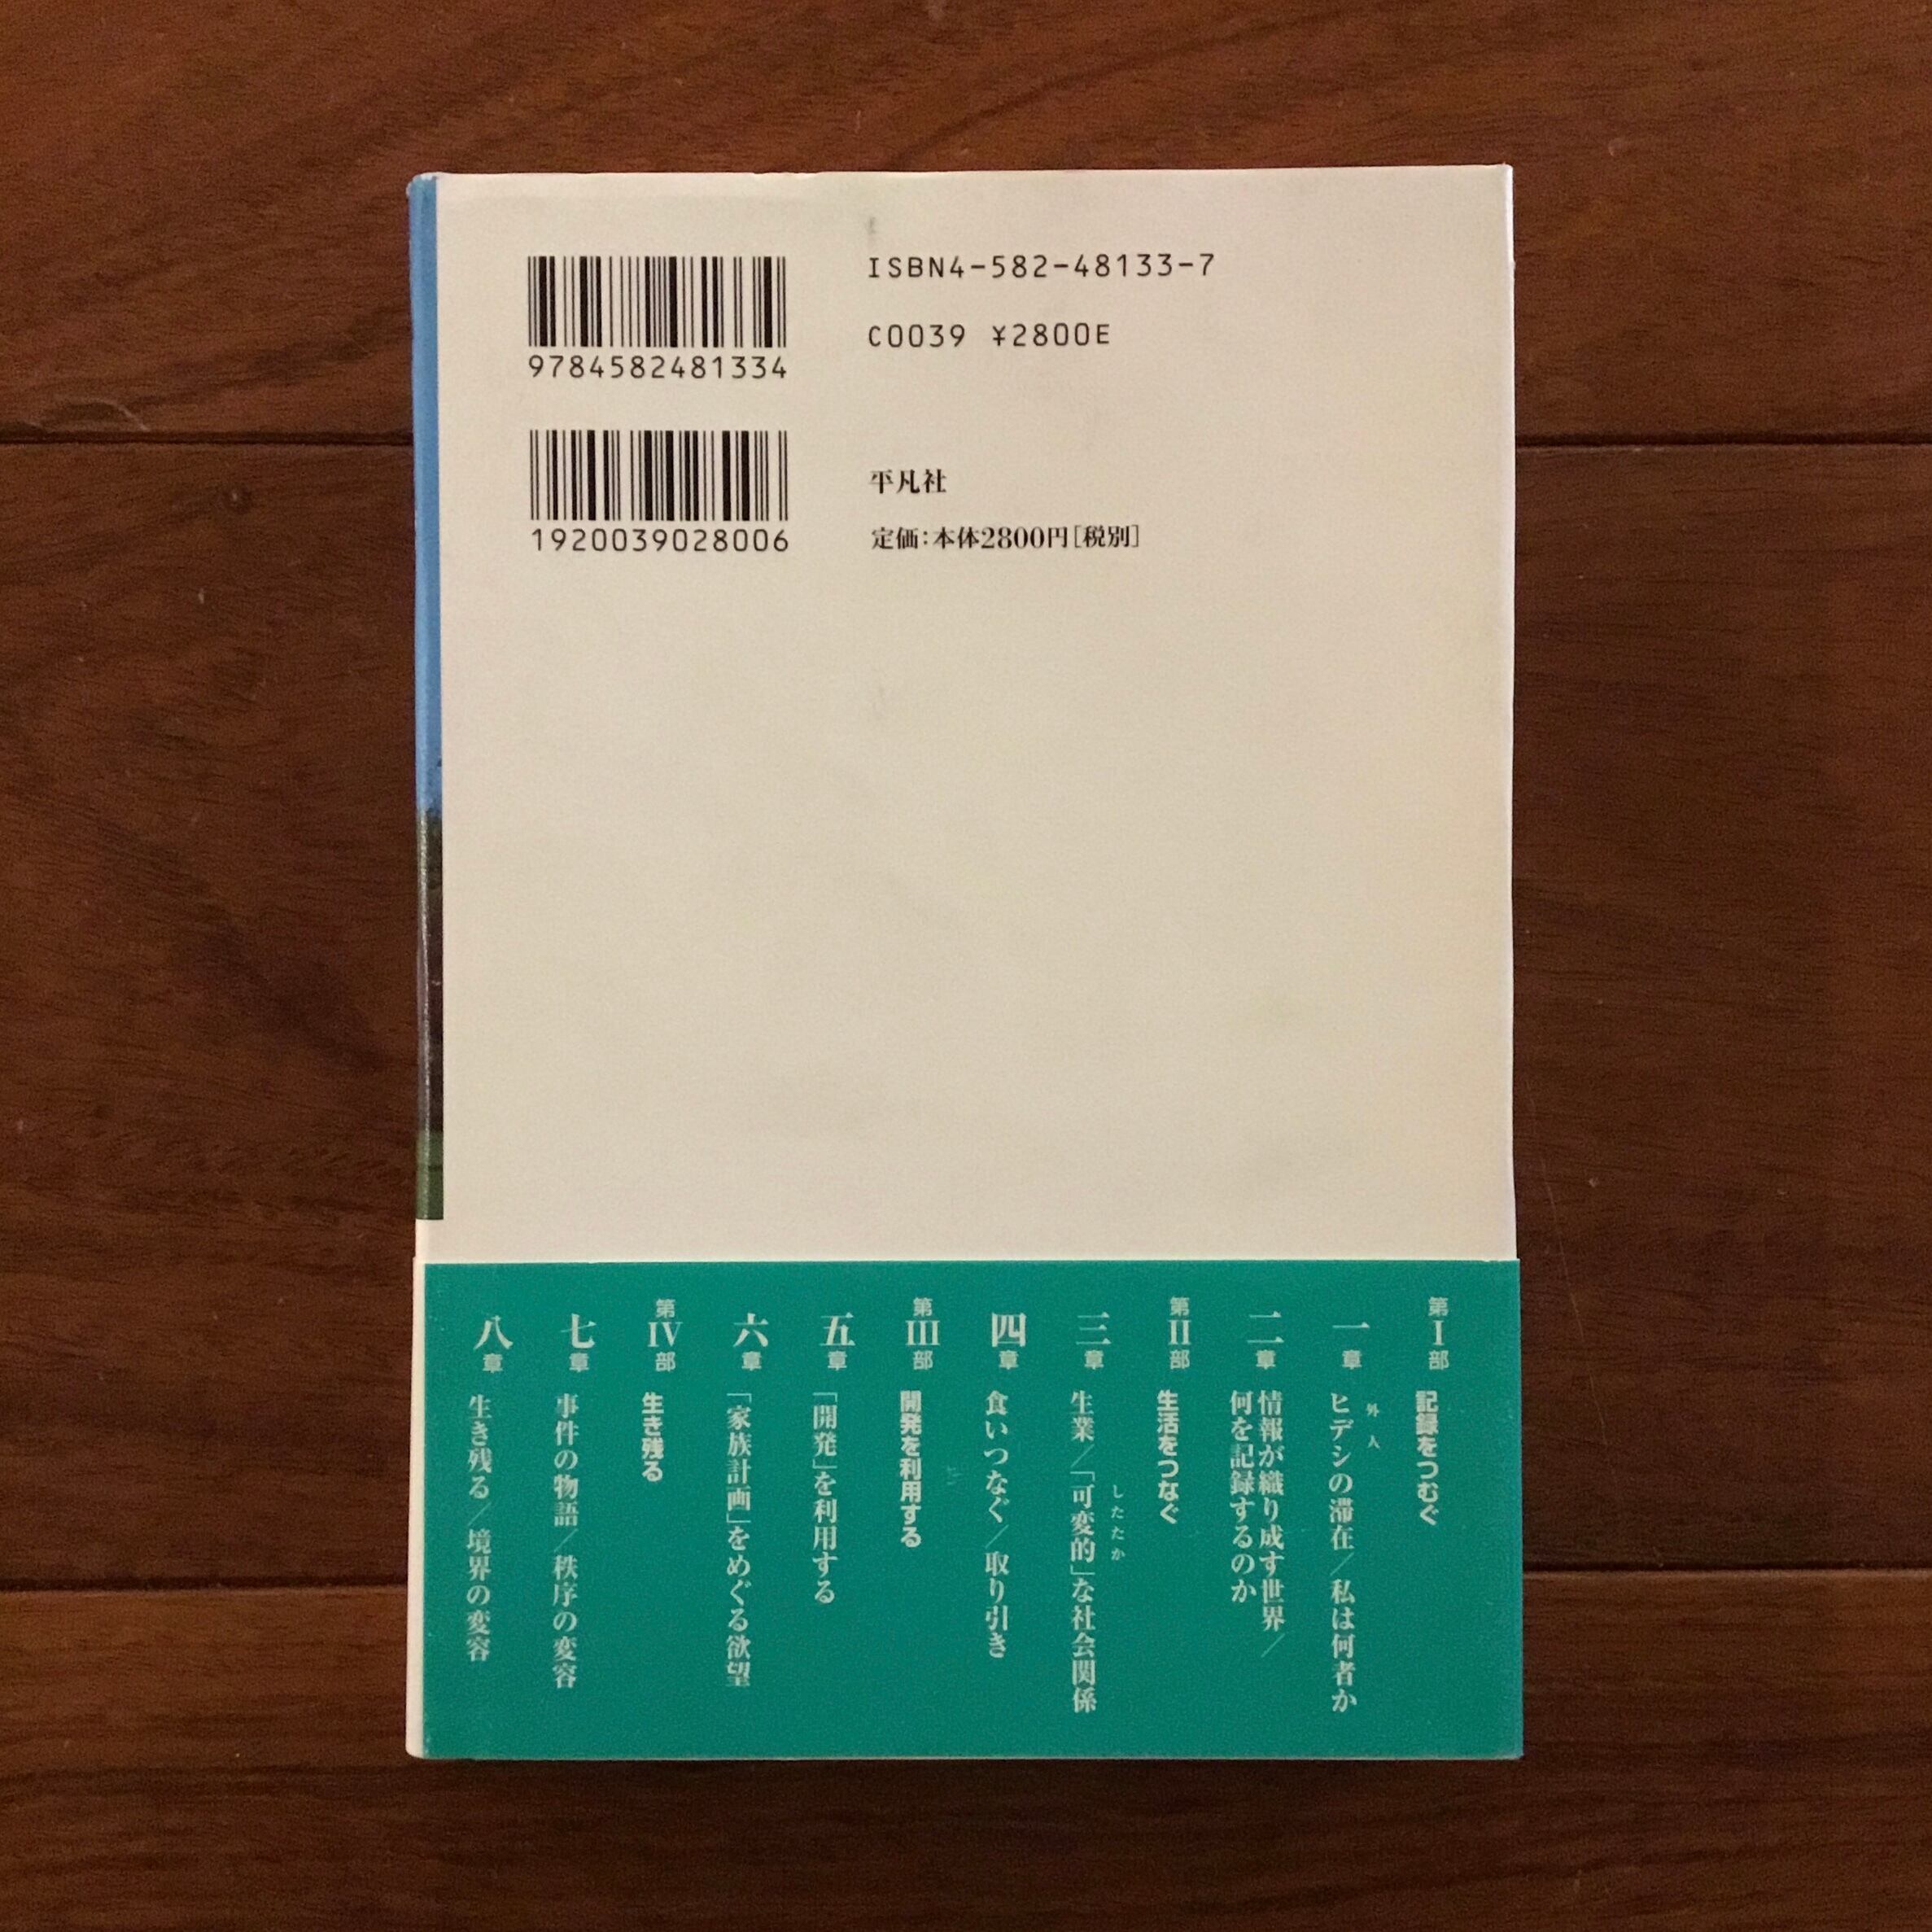 9784582481334
ISBN4-582-48133-7
C0039 ¥2800E
1920039028006
平凡社
定価：本体2800円[税別]
第I部 記録をつむぐ
一章 ヒデシの滞在／私は何者か
外人
二章 情報が織り成す世界／
何を記録するのか
第II部 生活をつなぐ
三章 生業／「可変的」な社会関係
したたか
四章 食いつなぐ／取り引き
第III部 開発を利用する
五章 「開発」を利用する
六章 「家族計画」をめぐる欲望
第IV部 生き残る
七章 事件の物語／秩序の変容
八章 生き残る／境界の変容